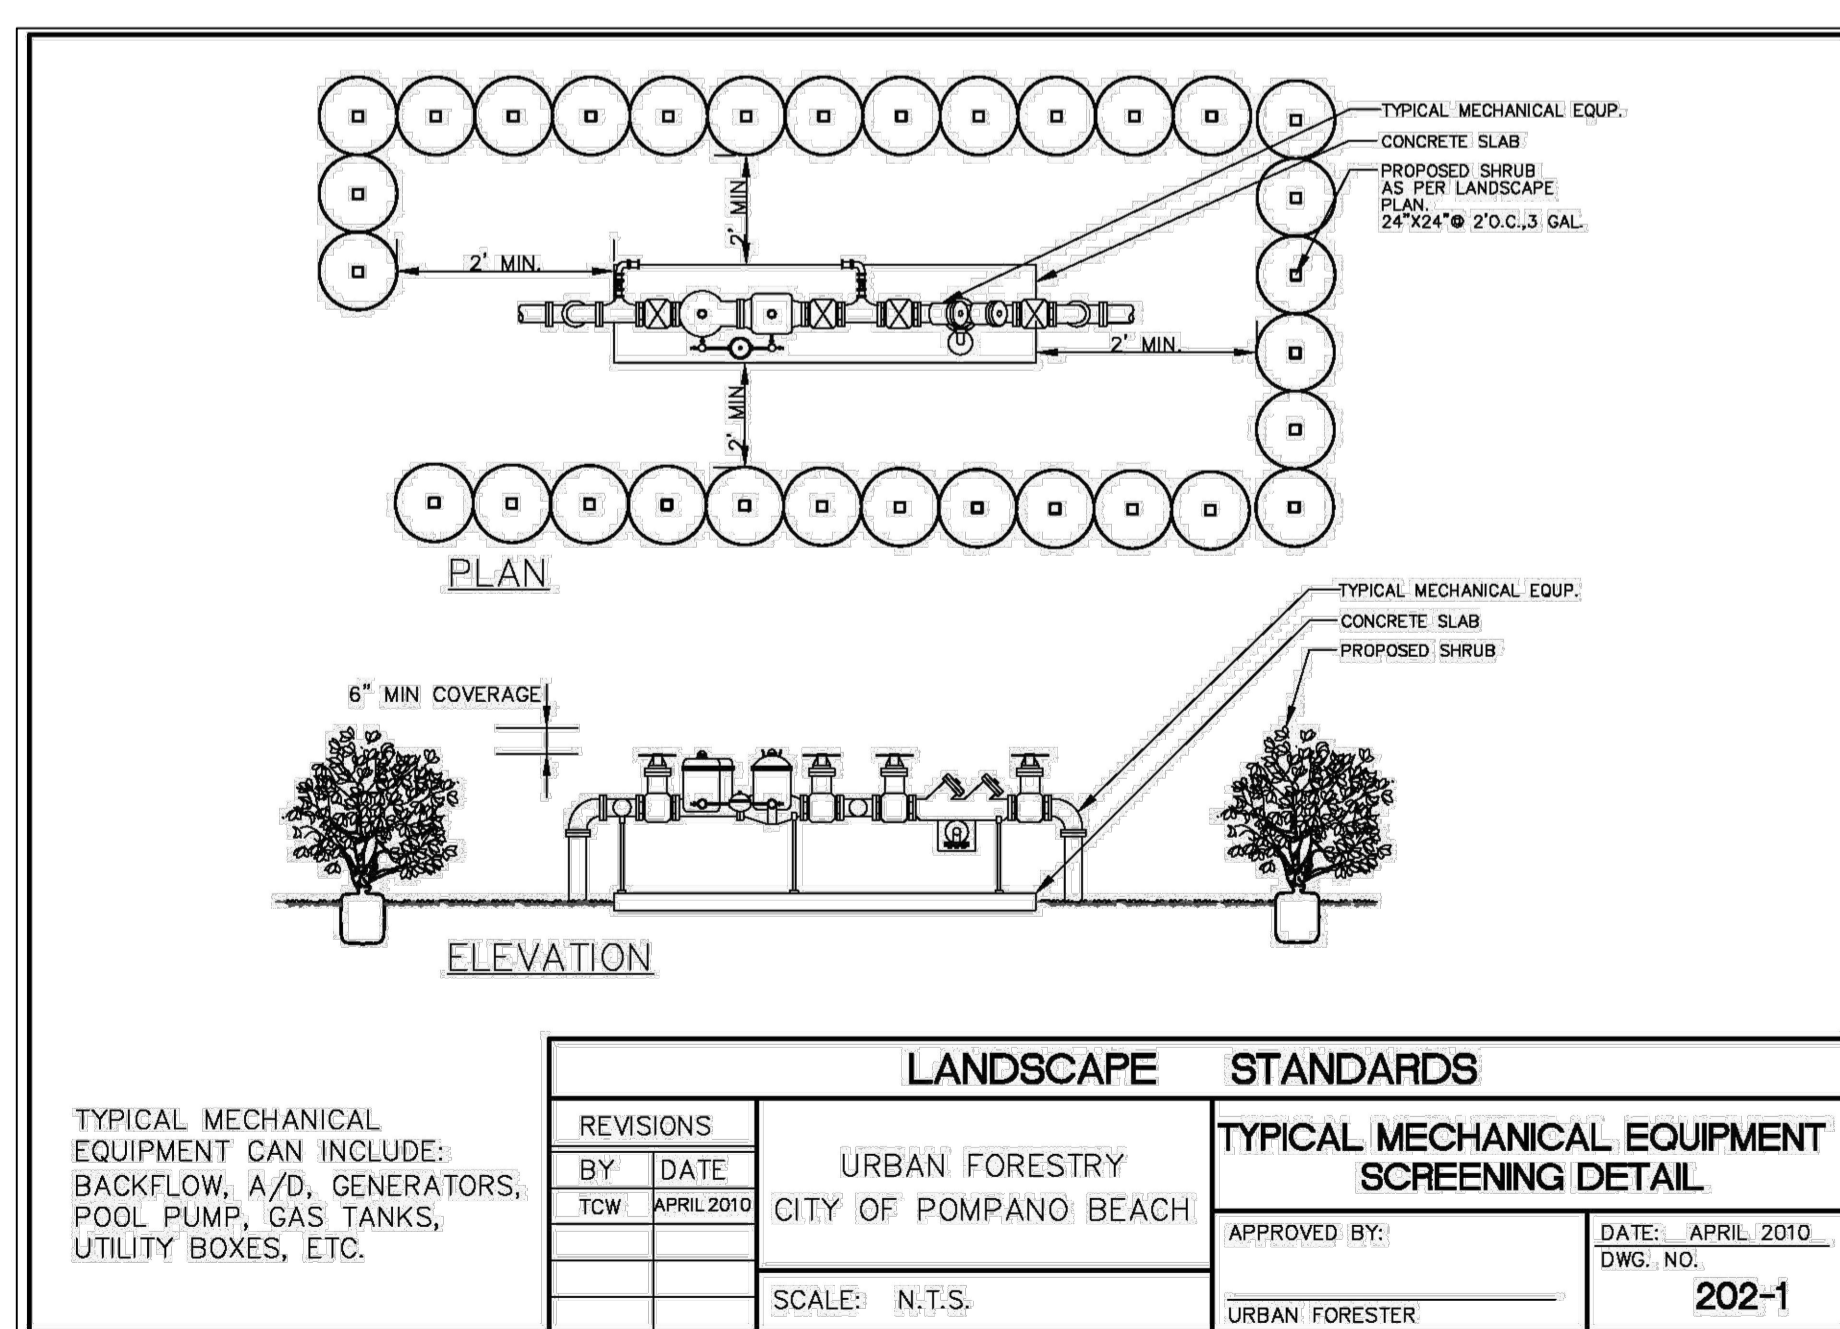 TYPICAL MECHANICAL EQUP.
CONCRETE SLAB
PROPOSED SHRUB
AS PER LANDSCAPE
PLAN.
24"X24"@ 2'O.C.,3 GAL.
2' MIN
2' MIN.
2' MIN.
2' MIN
PLAN
TYPICAL MECHANICAL EQUP.
CONCRETE SLAB
PROPOSED SHRUB
6" MIN COVERAGE
ELEVATION
TYPICAL MECHANICAL
EQUIPMENT CAN INCLUDE:
BACKFLOW, A/D, GENERATORS,
POOL PUMP, GAS TANKS,
UTILITY BOXES, ETC.
LANDSCAPE STANDARDS
REVISIONS
BY DATE
TCW APRIL 2010
URBAN FORESTRY
CITY OF POMPANO BEACH
SCALE: N.T.S.
TYPICAL MECHANICAL EQUIPMENT
SCREENING DETAIL
APPROVED BY:
URBAN FORESTER
DATE: APRIL 2010
DWG. NO.
202-1